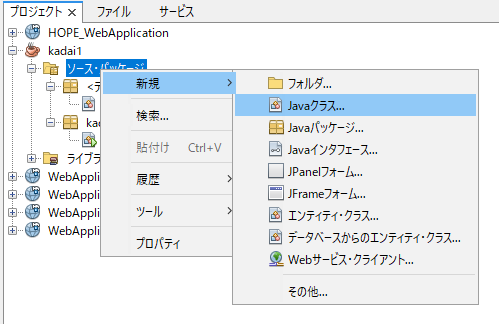 プロジェクト × ファイル サービス
HOPE_WebApplication
kadai1
ソース・パッケージ
<デ
kad
ライブラ
WebAppli
WebAppli
WebAppli
WebAppli
新規
検索...
貼付け Ctrl+V
履歴
ツール
プロパティ
フォルダ...
Javaクラス...
Javaパッケージ...
Javaインタフェース...
JPanelフォーム...
JFrameフォーム...
エンティティ・クラス...
データベースからのエンティティ・クラス...
Webサービス・クライアント...
その他...